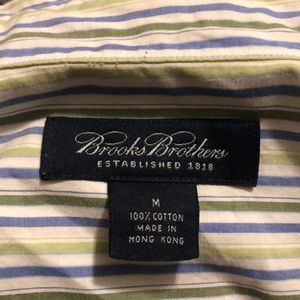 Brooks Brothers
ESTABLISHED 1818
M
100% COTTON
MADE IN
HONG KONG